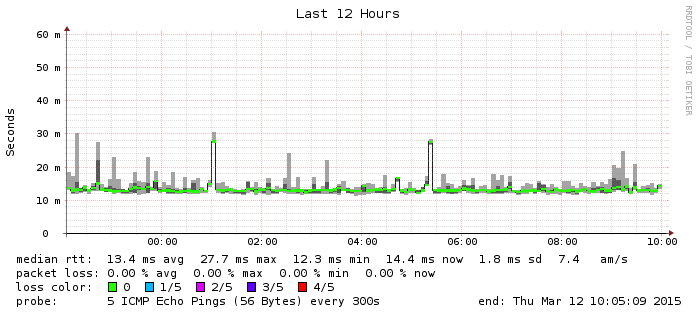 Last 12 Hours
RRDTOOL / TOBI OETIKER
Seconds
60 m
50 m
40 m
30 m
20 m
10 m
0
00:00 02:00 04:00 06:00 08:00 10:00
median rtt: 13.4 ms avg 27.7 ms max 12.3 ms min 14.4 ms now 1.8 ms sd 7.4 am/s
packet loss: 0.00 % avg 0.00 % max 0.00 % min 0.00 % now
loss color: 0 1/5 2/5 3/5 4/5
probe: 5 ICMP Echo Pings (56 Bytes) every 300s end: Thu Mar 12 10:05:09 2015